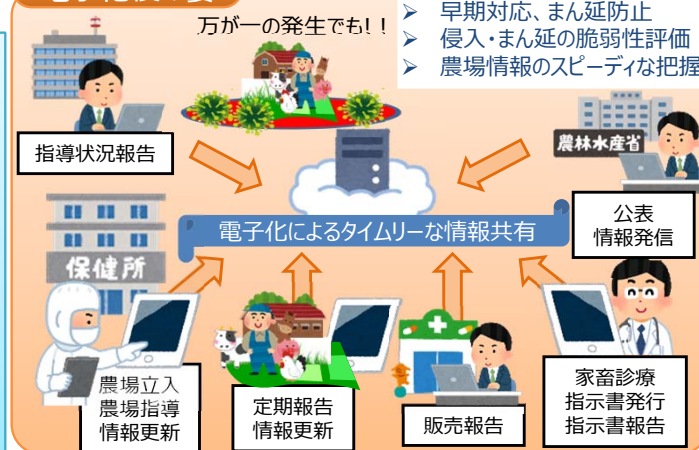 万が一の発生でも!!
➢ 早期対応、まん延防止
➢ 侵入・まん延の脆弱性評価
➢ 農場情報のスピーディな把握
指導状況報告
農林水産省
公表
情報発信
電子化によるタイムリーな情報共有
保健所
農場立入
農場指導
情報更新
定期報告
情報更新
販売報告
家畜診療
指示書発行
指示書報告